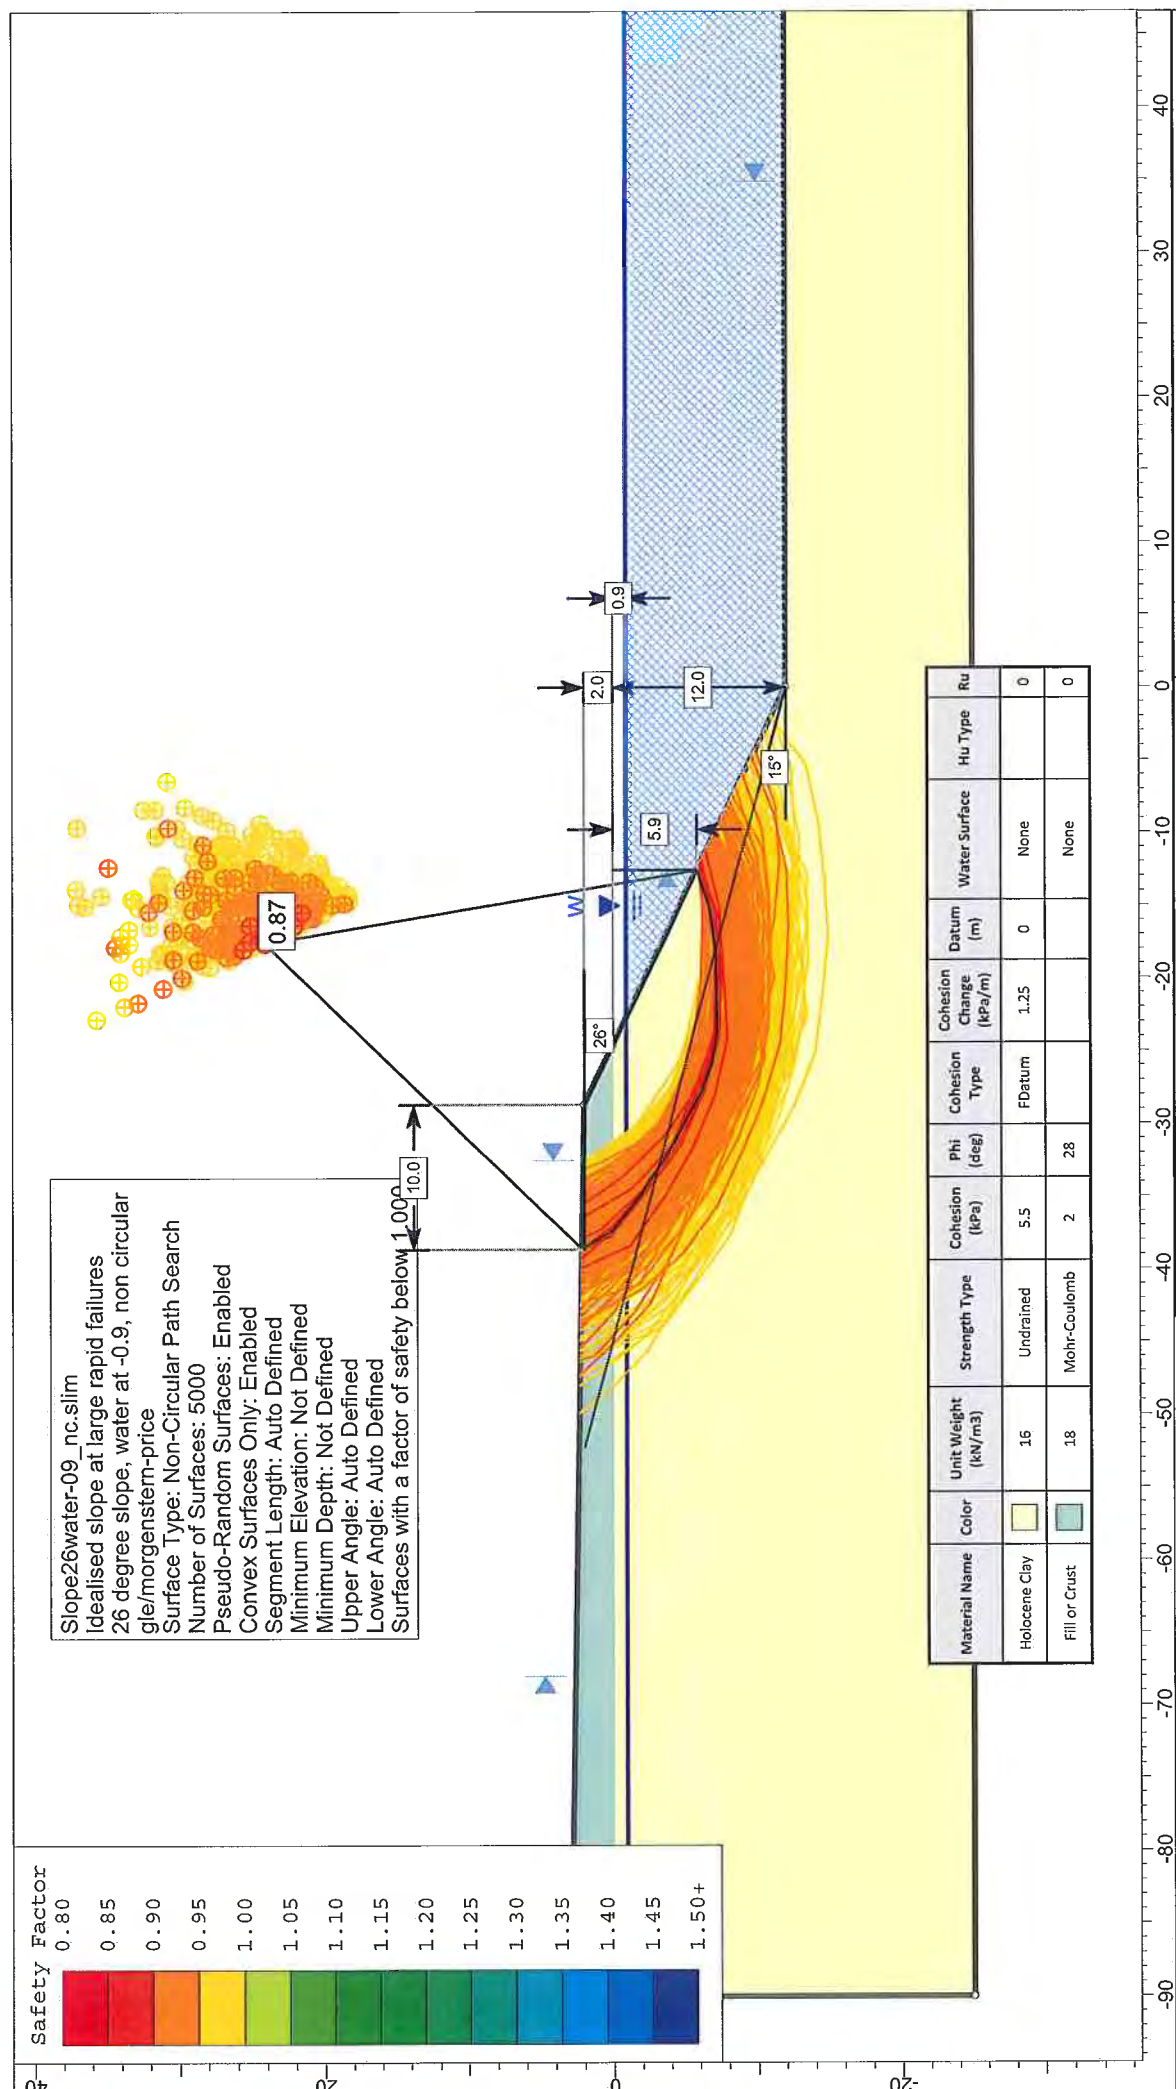 Safety Factor
0.80
0.85
0.90
0.95
1.00
1.05
1.10
1.15
1.20
1.25
1.30
1.35
1.40
1.45
1.50+
Slope26water-09_nc.slim
Idealised slope at large rapid failures
26 degree slope, water at -0.9, non circular
gle/morgenstern-price
Surface Type: Non-Circular Path Search
Number of Surfaces: 5000
Pseudo-Random Surfaces: Enabled
Convex Surfaces Only: Enabled
Segment Length: Auto Defined
Minimum Elevation: Not Defined
Minimum Depth: Not Defined
Upper Angle: Auto Defined
Lower Angle: Auto Defined
Surfaces with a factor of safety below 1.000
0.87
10.0
26°
W
5.9
2.0
0.9
12.0
15°
Material Name Color Unit Weight (kN/m3) Strength Type Cohesion (kPa) Phi (deg) Cohesion Type Cohesion Change (kPa/m) Datum (m) Water Surface Hu Type Ru
Holocene Clay 16 Undrained 5.5 FDatum 1.25 0 None 0
Fill or Crust 18 Mohr-Coulomb 2 28 None 0
40
20
0
-20
-90 -80 -70 -60 -50 -40 -30 -20 -10 0 10 20 30 40